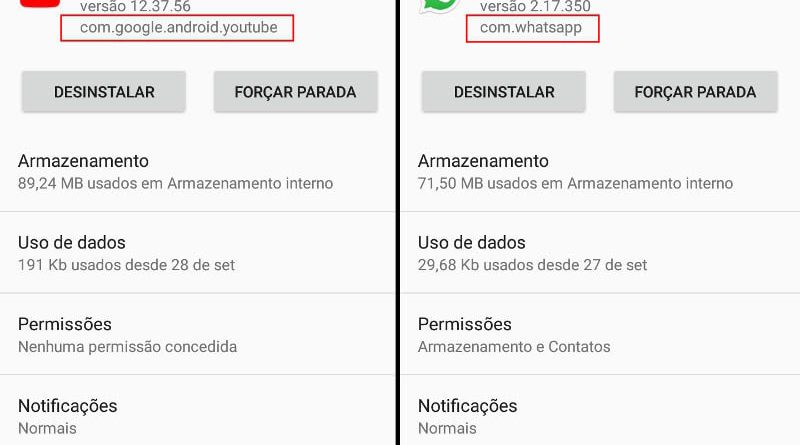 versão 12.37.56
com.google.android.youtube
DESINSTALAR
FORÇAR PARADA
Armazenamento
89,24 MB usados em Armazenamento interno
Uso de dados
191 Kb usados desde 28 de set
Permissões
Nenhuma permissão concedida
Notificações
Normais
versão 2.17.350
com.whatsapp
DESINSTALAR
FORÇAR PARADA
Armazenamento
71,50 MB usados em Armazenamento interno
Uso de dados
29,68 Kb usados desde 27 de set
Permissões
Armazenamento e Contatos
Notificações
Normais